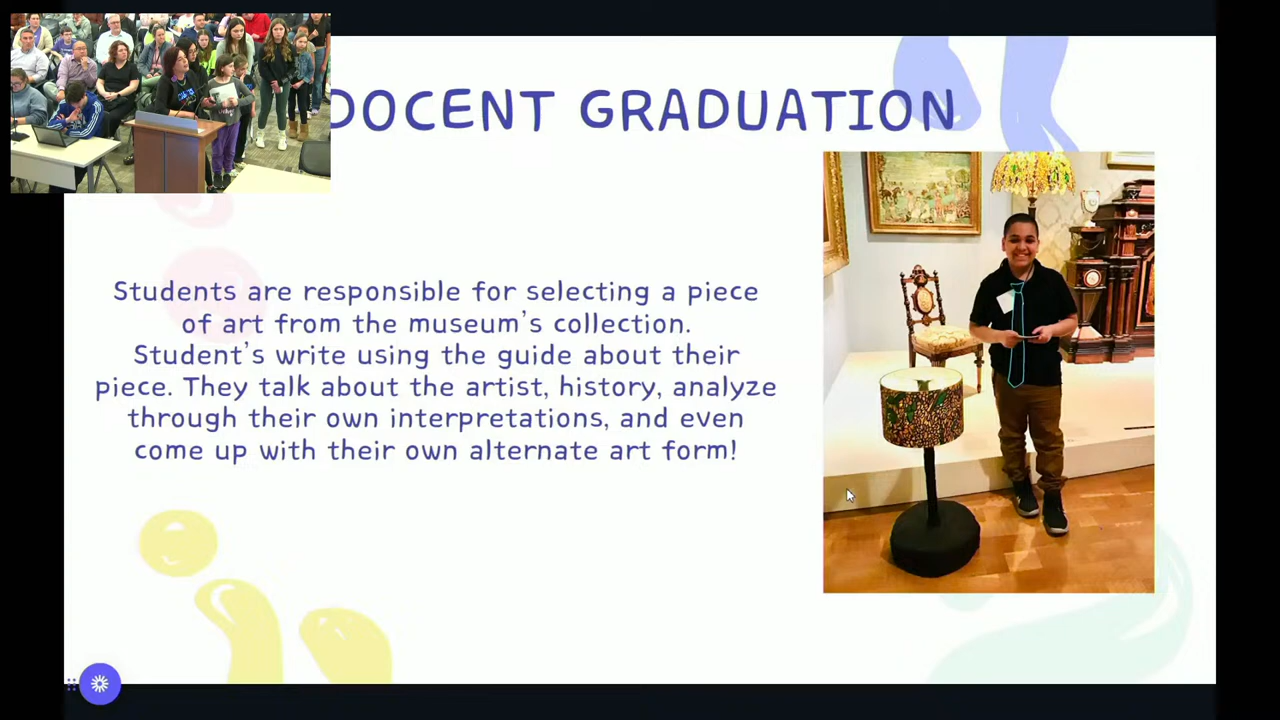 DOCENT GRADUATION
Students are responsible for selecting a piece
of art from the museum's collection.
Student's write using the guide about their
piece. They talk about the artist, history, analyze
through their own interpretations, and even
come up with their own alternate art form!